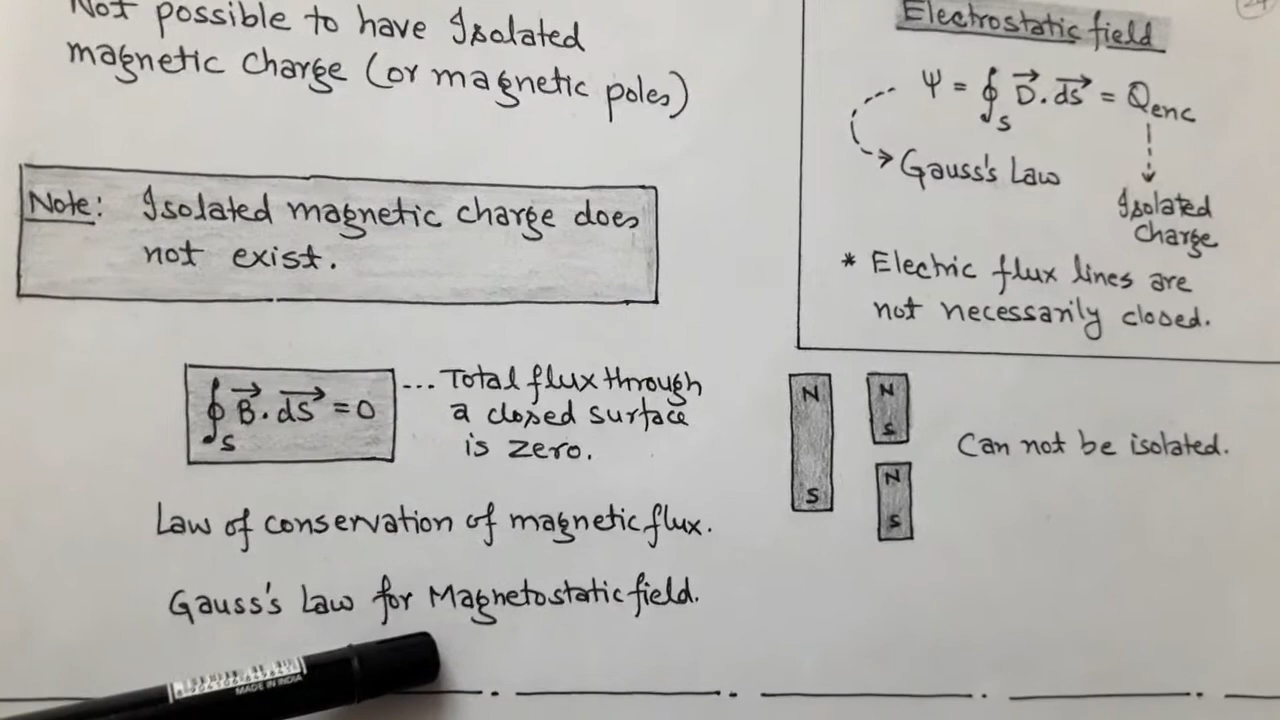 Not possible to have Isolated
magnetic charge (or magnetic poles)
Note: Isolated magnetic charge does
not exist.
∮S B⃗ . ds⃗ = 0 ... Total flux through
a closed surface
is zero.
Law of conservation of magnetic flux.
Gauss's Law for Magnetostatic field.
Electrostatic field
Ψ = ∮S D⃗ . ds⃗ = Qenc
Gauss's Law
Isolated
charge
* Electric flux lines are
not necessarily closed.
N
S
N
S
N
S
Can not be isolated.
MADE IN INDIA